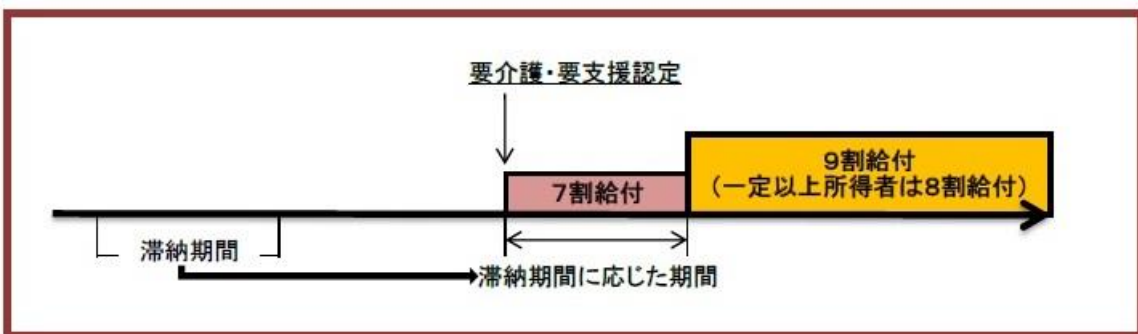 要介護・要支援認定
9割給付
(一定以上所得者は8割給付)
7割給付
滞納期間
滞納期間に応じた期間